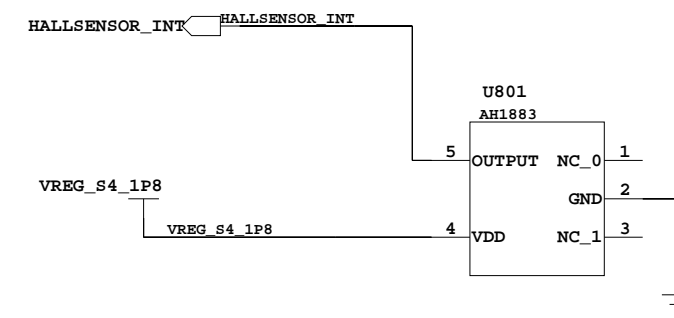 HALLSENSOR_INT
HALLSENSOR_INT
U801
AH1883
5 OUTPUT NC_0 1
VREG_S4_1P8
GND 2
VREG_S4_1P8
4 VDD NC_1 3